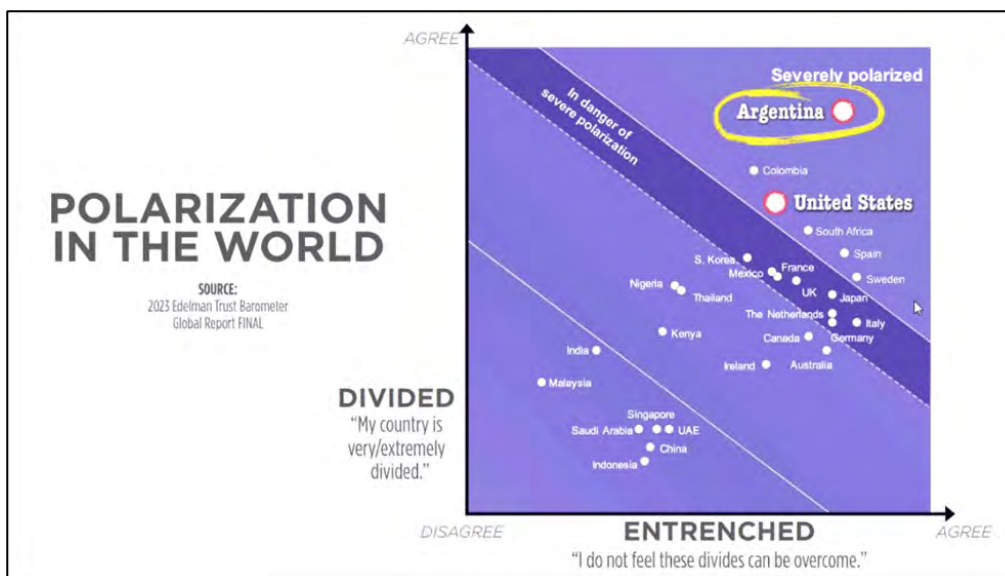 AGREE
POLARIZATION
IN THE WORLD
SOURCE:
2023 Edelman Trust Barometer
Global Report FINAL
DIVIDED
“My country is
very/extremely
divided.”
In danger of
severe polarization
Severely polarized
Argentina
Colombia
United States
South Africa
Spain
Sweden
S. Korea
Mexico
France
UK
Japan
Nigeria
Thailand
The Netherlands
Italy
Kenya
Canada
Germany
India
Ireland
Australia
Malaysia
Singapore
Saudi Arabia
UAE
China
Indonesia
DISAGREE
ENTRENCHED
AGREE
“I do not feel these divides can be overcome.”